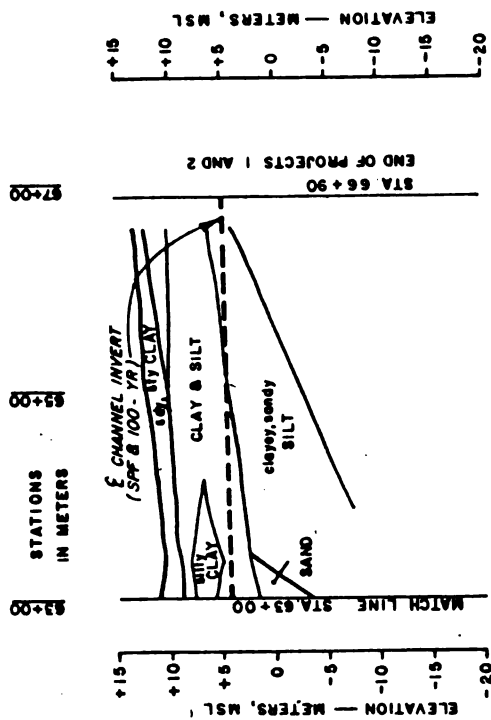 STATIONS
IN METERS
63+00
65+00
67+00
ELEVATION — METERS, MSL
+15
+10
+5
0
-5
-10
-15
-20
ELEVATION — METERS, MSL
+15
+10
+5
0
-5
-10
-15
-20
℄ CHANNEL INVERT
(SPF & 100-YR)
sdy, slty CLAY
CLAY & SILT
silty
CLAY
clayey, sandy
SILT
SAND
MATCH LINE STA. 63+00
STA. 66+90
END OF PROJECTS 1 AND 2